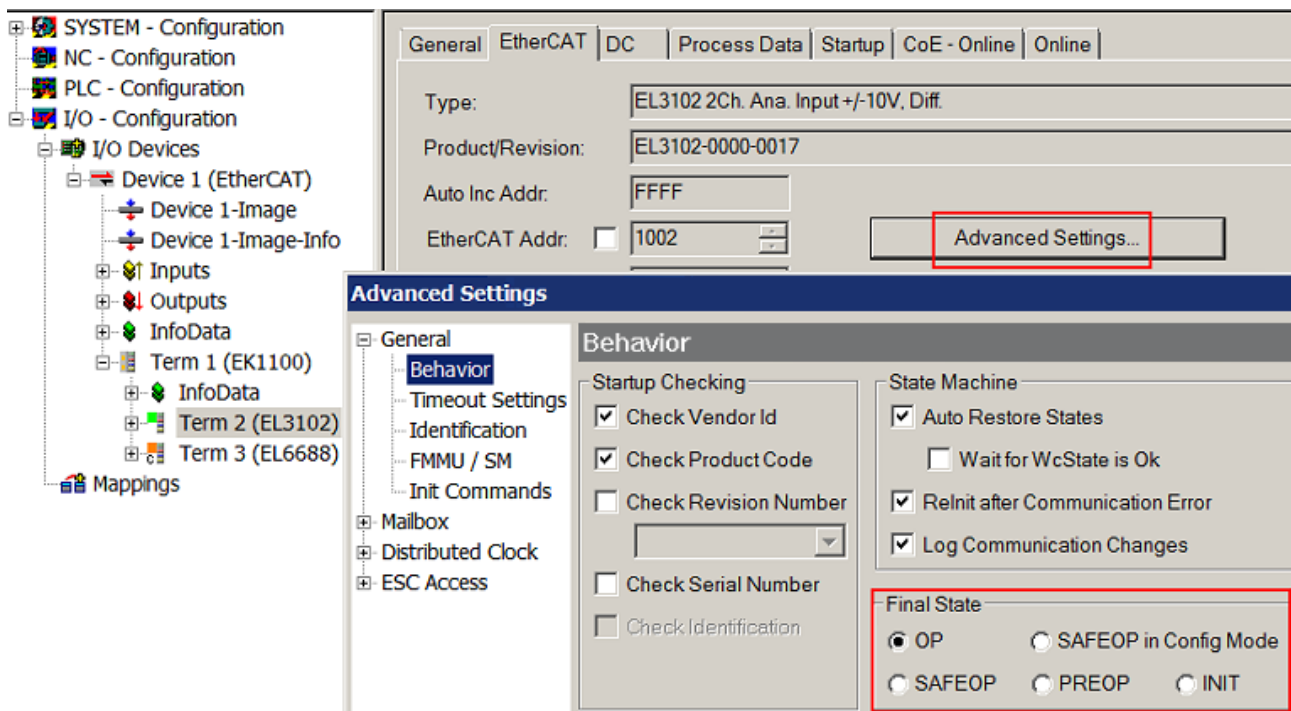 SYSTEM - Configuration
NC - Configuration
PLC - Configuration
I/O - Configuration
I/O Devices
Device 1 (EtherCAT)
Device 1-Image
Device 1-Image-Info
Inputs
Outputs
InfoData
Term 1 (EK1100)
InfoData
Term 2 (EL3102)
Term 3 (EL6688)
Mappings
General EtherCAT DC Process Data Startup CoE - Online Online
Type: EL3102 2Ch. Ana. Input +/-10V, Diff.
Product/Revision: EL3102-0000-0017
Auto Inc Addr: FFFF
EtherCAT Addr: 1002 Advanced Settings...
Advanced Settings
General
Behavior
Timeout Settings
Identification
FMMU / SM
Init Commands
Mailbox
Distributed Clock
ESC Access
Behavior
Startup Checking
Check Vendor Id
Check Product Code
Check Revision Number
Check Serial Number
Check Identification
State Machine
Auto Restore States
Wait for WcState is Ok
ReInit after Communication Error
Log Communication Changes
Final State
OP SAFEOP in Config Mode
SAFEOP PREOP INIT